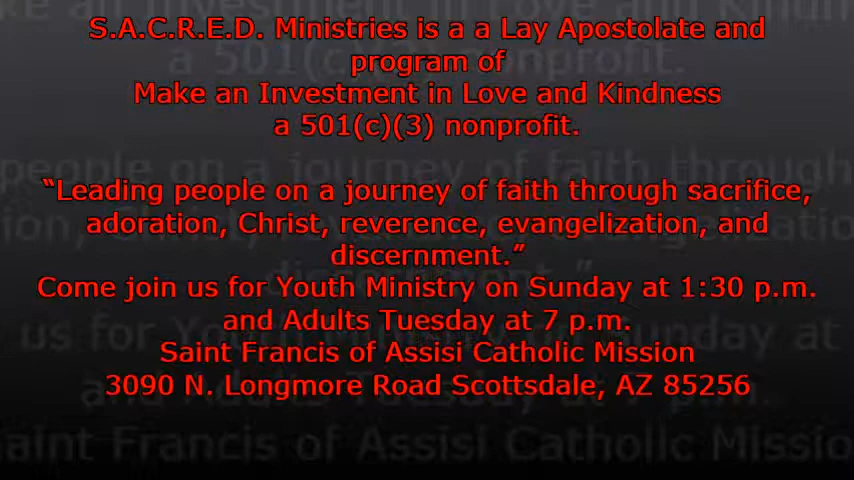 S.A.C.R.E.D. Ministries is a a Lay Apostolate and
program of
Make an Investment in Love and Kindness
a 501(c)(3) nonprofit.
“Leading people on a journey of faith through sacrifice,
adoration, Christ, reverence, evangelization, and
discernment.”
Come join us for Youth Ministry on Sunday at 1:30 p.m.
and Adults Tuesday at 7 p.m.
Saint Francis of Assisi Catholic Mission
3090 N. Longmore Road Scottsdale, AZ 85256